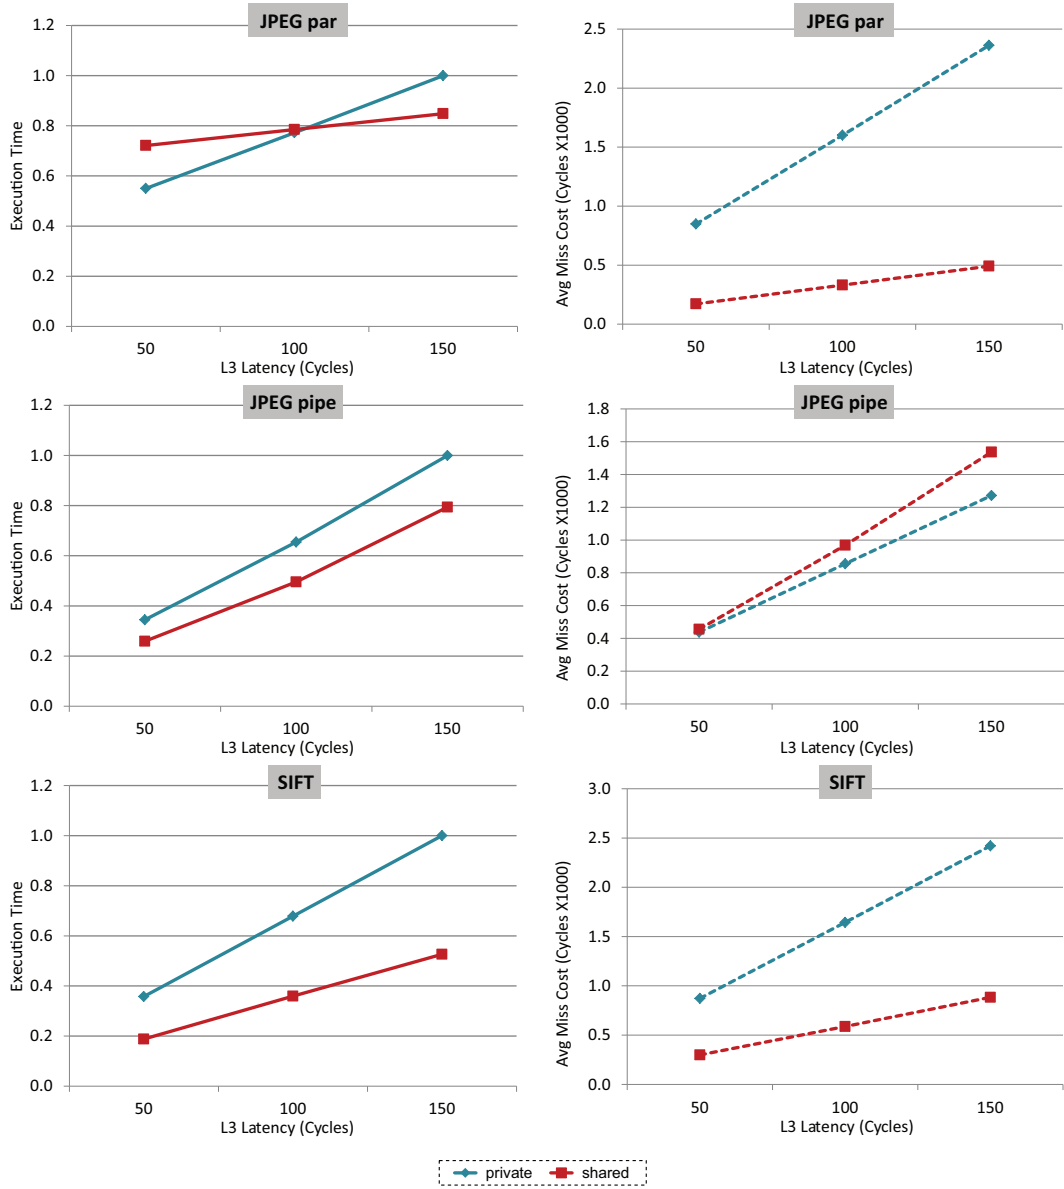 JPEG par
Execution Time
1.2
1.0
0.8
0.6
0.4
0.2
0.0
50 100 150
L3 Latency (Cycles)
JPEG par
Avg Miss Cost (Cycles X1000)
2.5
2.0
1.5
1.0
0.5
0.0
50 100 150
L3 Latency (Cycles)
JPEG pipe
Execution Time
1.2
1.0
0.8
0.6
0.4
0.2
0.0
50 100 150
L3 Latency (Cycles)
JPEG pipe
Avg Miss Cost (Cycles X1000)
1.8
1.6
1.4
1.2
1.0
0.8
0.6
0.4
0.2
0.0
50 100 150
L3 Latency (Cycles)
SIFT
Execution Time
1.2
1.0
0.8
0.6
0.4
0.2
0.0
50 100 150
L3 Latency (Cycles)
SIFT
Avg Miss Cost (Cycles X1000)
3.0
2.5
2.0
1.5
1.0
0.5
0.0
50 100 150
L3 Latency (Cycles)
private shared